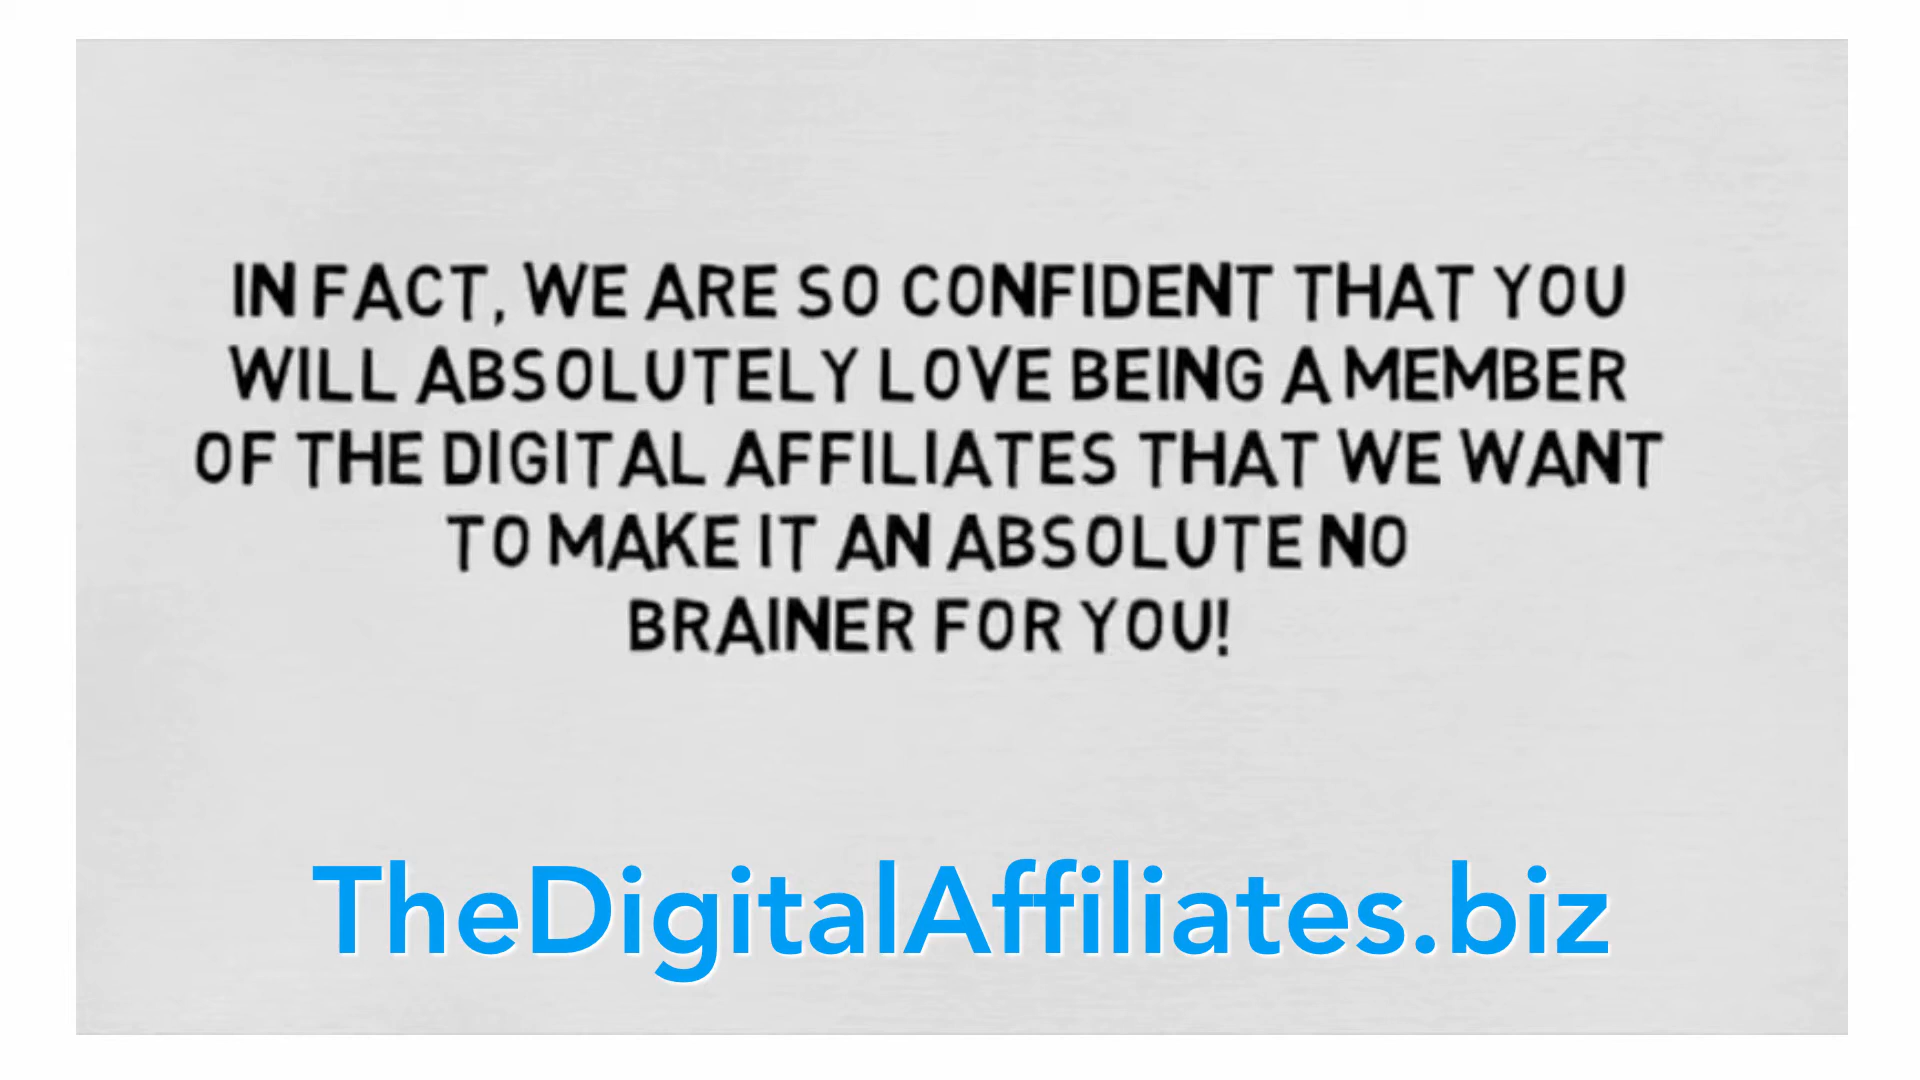 IN FACT, WE ARE SO CONFIDENT THAT YOU
WILL ABSOLUTELY LOVE BEING A MEMBER
OF THE DIGITAL AFFILIATES THAT WE WANT
TO MAKE IT AN ABSOLUTE NO
BRAINER FOR YOU!
TheDigitalAffiliates.biz